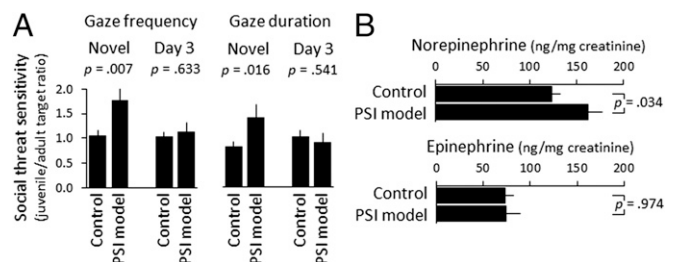 A
Gaze frequency Gaze duration
Novel Day 3 Novel Day 3
p = .007 p = .633 p = .016 p = .541
Social threat sensitivity
(juvenile/adult target ratio)
2.0
1.5
1.0
0.5
0.0
Control PSI model Control PSI model Control PSI model Control PSI model
B
Norepinephrine (ng/mg creatinine)
0 50 100 150 200
Control
PSI model
p = .034
Epinephrine (ng/mg creatinine)
0 50 100 150 200
Control
PSI model
p = .974